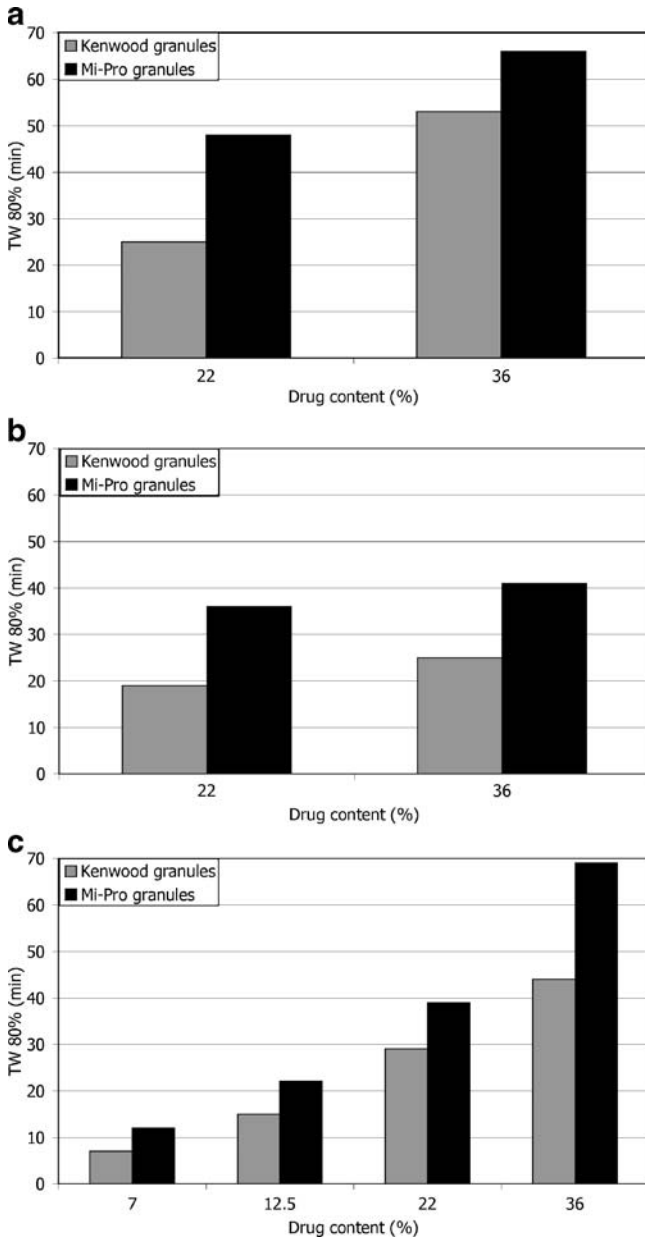 a
70
Kenwood granules
Mi-Pro granules
60
50
40
30
20
10
0
TW 80% (min)
22 36
Drug content (%)
b
70
Kenwood granules
Mi-Pro granules
60
50
40
30
20
10
0
TW 80% (min)
22 36
Drug content (%)
c
70
Kenwood granules
Mi-Pro granules
60
50
40
30
20
10
0
TW 80% (min)
7 12.5 22 36
Drug content (%)